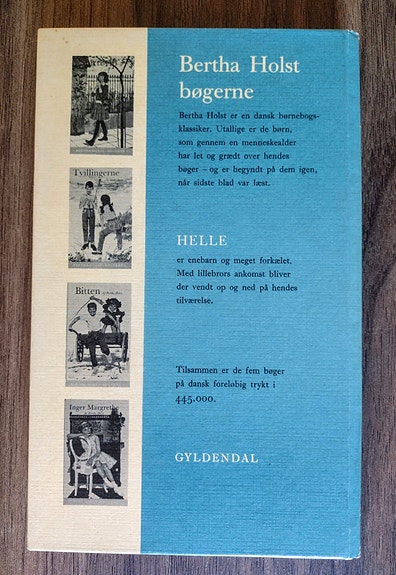 Bertha Holst
bøgerne
Bertha Holst er en dansk børnebogs-
klassiker. Utallige er de børn,
som gennem en menneskealder
har let og grædt over hendes
bøger – og er begyndt på dem igen,
når sidste blad var læst.
HELLE
er enebarn og meget forkælet.
Med lillebrors ankomst bliver
der vendt op og ned på hendes
tilværelse.
Tilsammen er de fem bøger
på dansk foreløbig trykt i
445.000.
GYLDENDAL
Tvillingerne
Bitten
Inger Margrethe